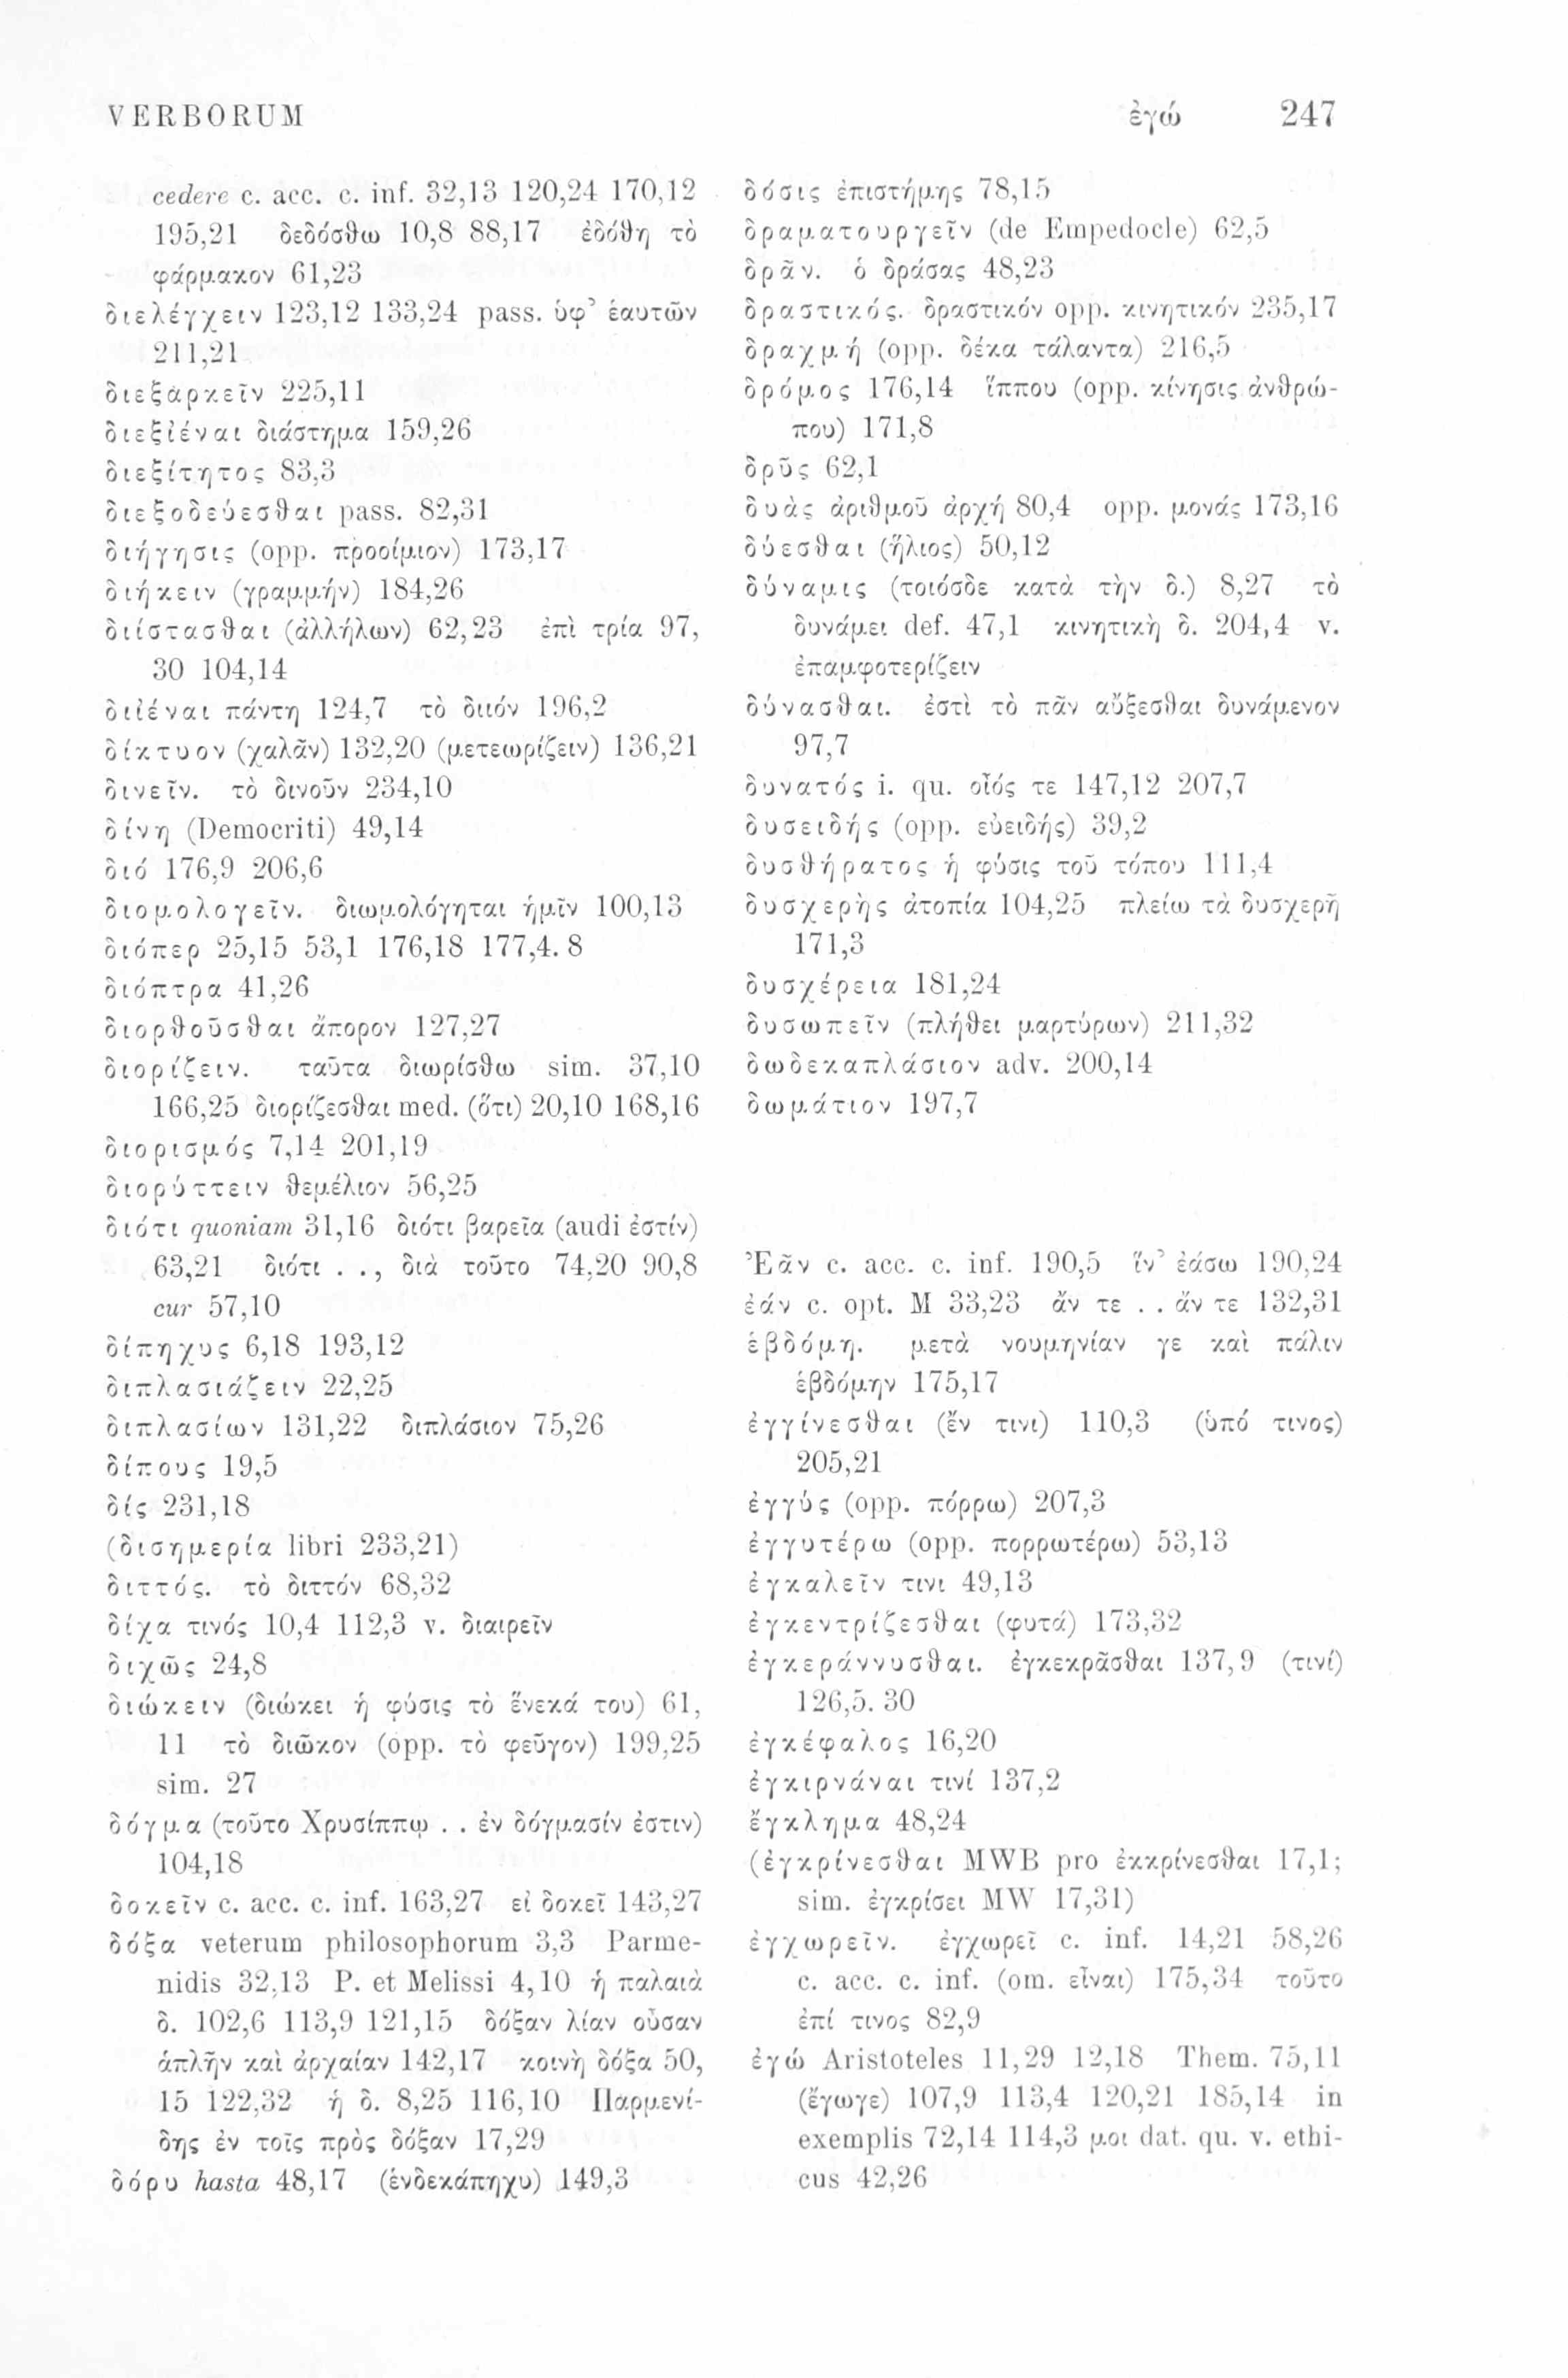 VERBORUM ἐγώ 247
cedere c. acc. c. inf. 32,13 120,24 170,12
195,21 δεδόσθω 10,8 88,17 ἐδόθη τὸ
φάρμακον 61,23
διελέγχειν 123,12 133,24 pass. ὑφ᾽ ἑαυτῶν
211,21
διεξαρκεῖν 225,11
διεξιέναι διάστημα 159,26
διεξίτητος 83,3
διεξοδεύεσθαι pass. 82,31
διήγησις (opp. προοίμιον) 173,17
διήκειν (γραμμήν) 184,26
διίστασθαι (ἀλλήλων) 62,23 ἐπὶ τρία 97,
30 104,14
διιέναι πάντη 124,7 τὸ διιόν 196,2
δίκτυον (χαλᾶν) 132,20 (μετεωρίζειν) 136,21
δινεῖν. τὸ δινοῦν 234,10
δίνη (Democriti) 49,14
διό 176,9 206,6
διομολογεῖν. διωμολόγηται ἡμῖν 100,13
διόπερ 25,15 53,1 176,18 177,4. 8
διόπτρα 41,26
διορθοῦσθαι ἄπορον 127,27
διορίζειν. ταῦτα διωρίσθω sim. 37,10
166,25 διορίζεσθαι med. (ὅτι) 20,10 168,16
διορισμός 7,14 201,19
διορύττειν θεμέλιον 56,25
διότι quoniam 31,16 διότι βαρεῖα (audi ἐστίν)
63,21 διότι . ., διὰ τοῦτο 74,20 90,8
cur 57,10
δίπηχυς 6,18 193,12
διπλασιάζειν 22,25
διπλασίων 131,22 διπλάσιον 75,26
δίπους 19,5
δίς 231,18
(δισημερία libri 233,21)
διττός. τὸ διττόν 68,32
δίχα τινός 10,4 112,3 v. διαιρεῖν
διχῶς 24,8
διώκειν (διώκει ἡ φύσις τὸ ἕνεκά του) 61,
11 τὸ διῶκον (opp. τὸ φεῦγον) 199,25
sim. 27
δόγμα (τοῦτο Χρυσίππῳ . . ἐν δόγμασίν ἐστιν)
104,18
δοκεῖν c. acc. c. inf. 163,27 εἰ δοκεῖ 143,27
δόξα veterum philosophorum 3,3 Parme-
nidis 32,13 P. et Melissi 4,10 ἡ παλαιὰ
δ. 102,6 113,9 121,15 δόξαν λίαν οὖσαν
ἁπλῆν καὶ ἀρχαίαν 142,17 κοινὴ δόξα 50,
15 122,32 ἡ δ. 8,25 116,10 Παρμενί-
δης ἐν τοῖς πρὸς δόξαν 17,29
δόρυ hasta 48,17 (ἑνδεκάπηχυ) 149,3
δόσις ἐπιστήμης 78,15
δραματουργεῖν (de Empedocle) 62,5
δρᾶν. ὁ δράσας 48,23
δραστικός. δραστικόν opp. κινητικόν 235,17
δραχμή (opp. δέκα τάλαντα) 216,5
δρόμος 176,14 ἵππου (opp. κίνησις ἀνθρώ-
που) 171,8
δρῦς 62,1
δυὰς ἀριθμοῦ ἀρχή 80,4 opp. μονάς 173,16
δύεσθαι (ἥλιος) 50,12
δύναμις (τοιόσδε κατὰ τὴν δ.) 8,27 τὸ
δυνάμει def. 47,1 κινητικὴ δ. 204,4 v.
ἐπαμφοτερίζειν
δύνασθαι. ἐστὶ τὸ πᾶν αὔξεσθαι δυνάμενον
97,7
δυνατός i. qu. οἷός τε 147,12 207,7
δυσειδής (opp. εὐειδής) 39,2
δυσθήρατος ἡ φύσις τοῦ τόπου 111,4
δυσχερὴς ἀτοπία 104,25 πλείω τὰ δυσχερῆ
171,3
δυσχέρεια 181,24
δυσωπεῖν (πλήθει μαρτύρων) 211,32
δωδεκαπλάσιον adv. 200,14
δωμάτιον 197,7
Ἐᾶν c. acc. c. inf. 190,5 ἵν᾽ ἐάσω 190,24
ἐάν c. opt. M 33,23 ἄν τε . . ἄν τε 132,31
ἑβδόμη. μετὰ νουμηνίαν γε καὶ πάλιν
ἑβδόμην 175,17
ἐγγίνεσθαι (ἔν τινι) 110,3 (ὑπό τινος)
205,21
ἐγγύς (opp. πόρρω) 207,3
ἐγγυτέρω (opp. πορρωτέρω) 53,13
ἐγκαλεῖν τινι 49,13
ἐγκεντρίζεσθαι (φυτά) 173,32
ἐγκεράννυσθαι. ἐγκεκρᾶσθαι 137,9 (τινί)
126,5. 30
ἐγκέφαλος 16,20
ἐγκιρνάναι τινί 137,2
ἔγκλημα 48,24
(ἐγκρίνεσθαι MWB pro ἐκκρίνεσθαι 17,1;
sim. ἐγκρίσει MW 17,31)
ἐγχωρεῖν. ἐγχωρεῖ c. inf. 14,21 58,26
c. acc. c. inf. (om. εἶναι) 175,34 τοῦτο
ἐπί τινος 82,9
ἐγώ Aristoteles 11,29 12,18 Them. 75,11
(ἔγωγε) 107,9 113,4 120,21 185,14 in
exemplis 72,14 114,3 μοι dat. qu. v. ethi-
cus 42,26